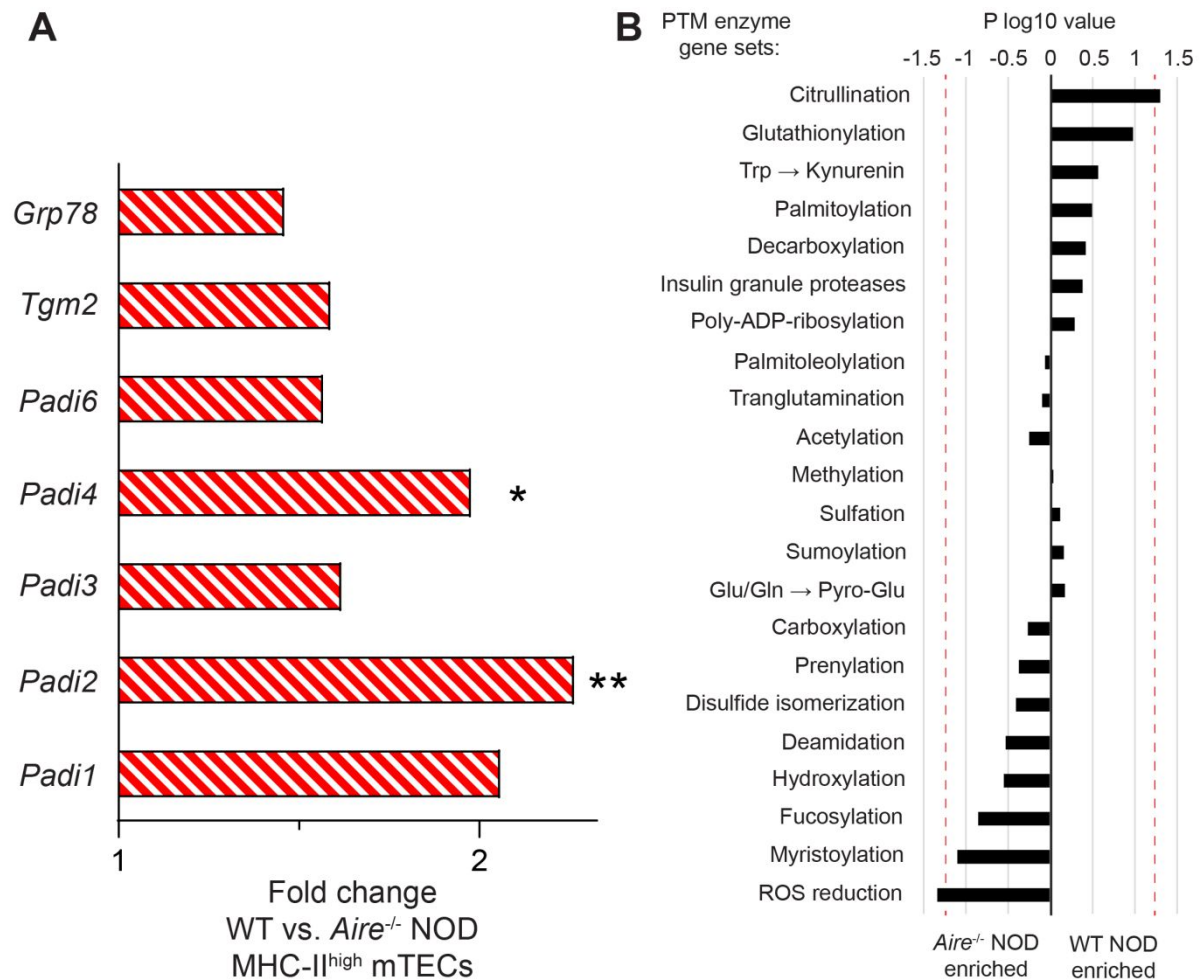 A
Grp78
Tgm2
Padi6
Padi4 *
Padi3
Padi2 **
Padi1
1 2
Fold change
WT vs. Aire-/- NOD
MHC-IIhigh mTECs
B
PTM enzyme
gene sets:
P log10 value
-1.5 -1 -0.5 0 0.5 1 1.5
Citrullination
Glutathionylation
Trp → Kynurenin
Palmitoylation
Decarboxylation
Insulin granule proteases
Poly-ADP-ribosylation
Palmitoleolylation
Tranglutamination
Acetylation
Methylation
Sulfation
Sumoylation
Glu/Gln → Pyro-Glu
Carboxylation
Prenylation
Disulfide isomerization
Deamidation
Hydroxylation
Fucosylation
Myristoylation
ROS reduction
Aire-/- NOD
enriched
WT NOD
enriched